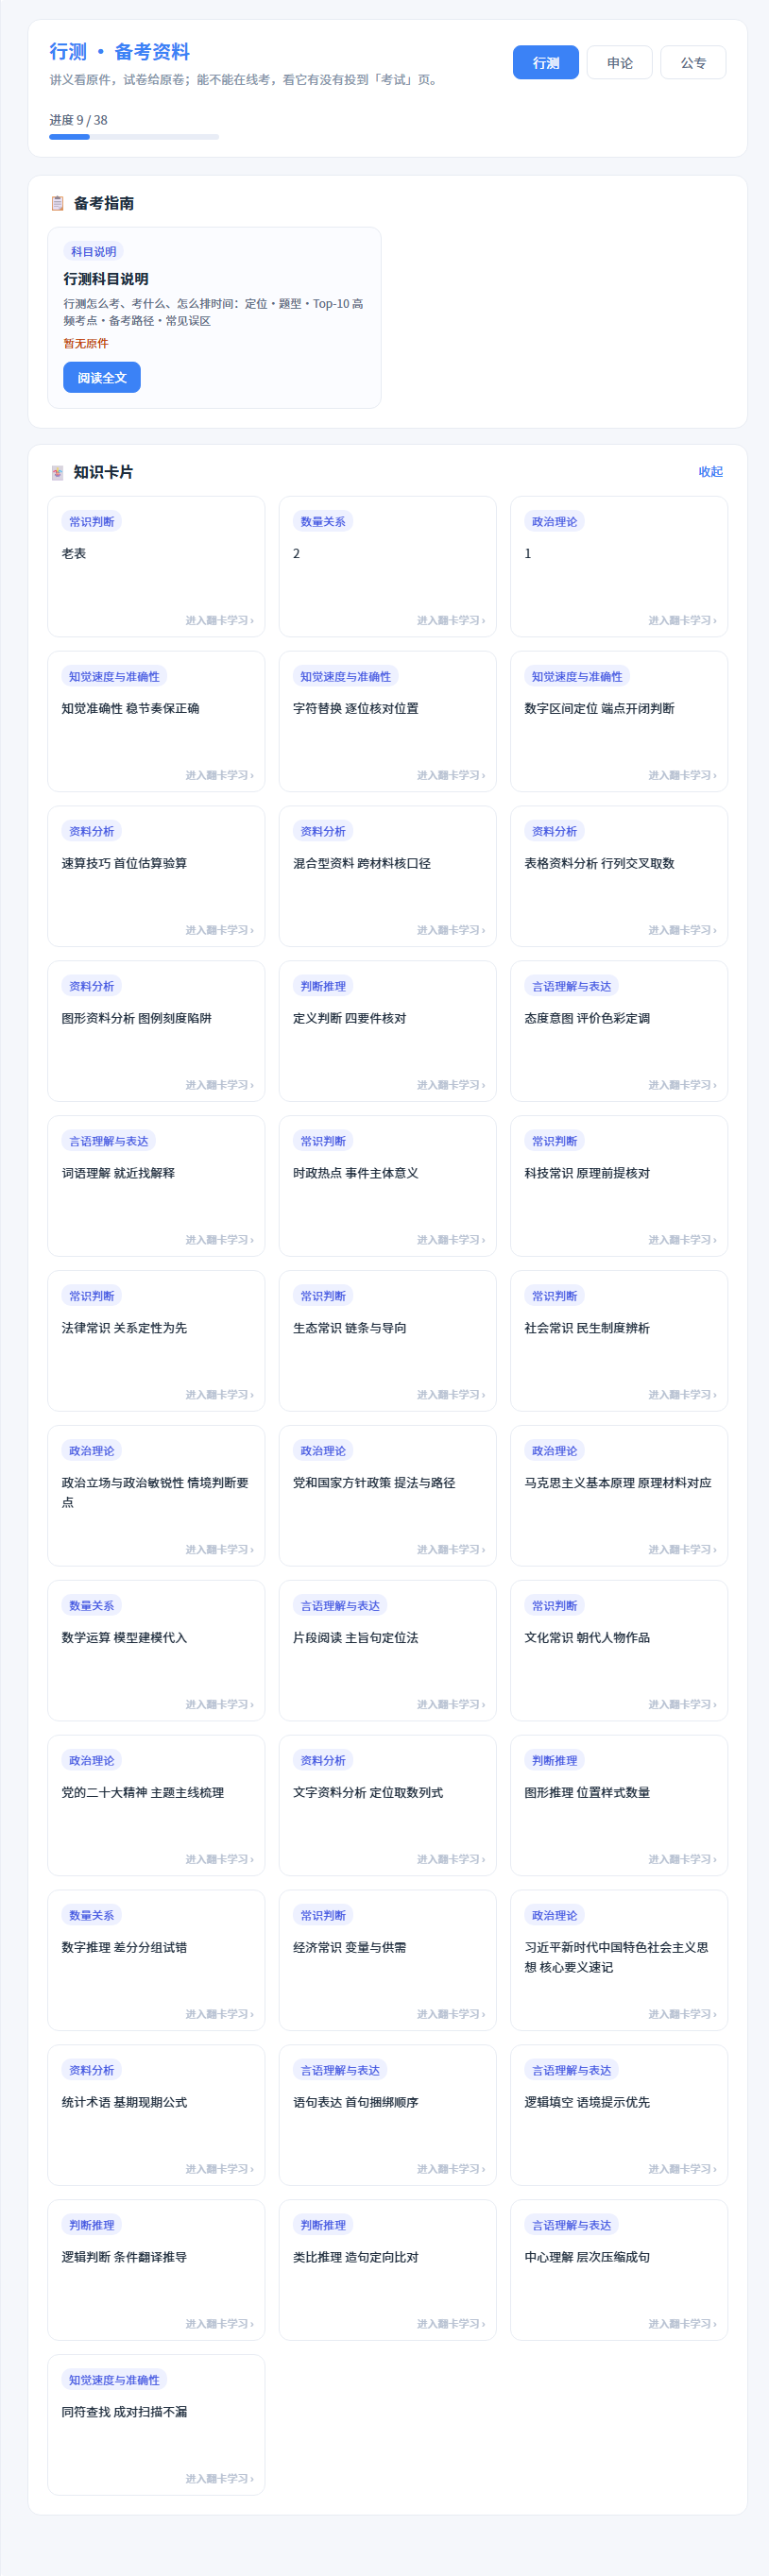 行测 · 备考资料
讲义看原件，试卷给原卷；能不能在线考，看它有没有投到「考试」页。
行测
申论
公专
进度 9 / 38
备考指南
科目说明
行测科目说明
行测怎么考、考什么、怎么排时间：定位·题型·Top-10 高
频考点·备考路径·常见误区
暂无原件
阅读全文
知识卡片
收起
常识判断
老表
进入翻卡学习 ›
数量关系
2
进入翻卡学习 ›
政治理论
1
进入翻卡学习 ›
知觉速度与准确性
知觉准确性 稳节奏保正确
进入翻卡学习 ›
知觉速度与准确性
字符替换 逐位核对位置
进入翻卡学习 ›
知觉速度与准确性
数字区间定位 端点开闭判断
进入翻卡学习 ›
资料分析
速算技巧 首位估算验算
进入翻卡学习 ›
资料分析
混合型资料 跨材料核口径
进入翻卡学习 ›
资料分析
表格资料分析 行列交叉取数
进入翻卡学习 ›
资料分析
图形资料分析 图例刻度陷阱
进入翻卡学习 ›
判断推理
定义判断 四要件核对
进入翻卡学习 ›
言语理解与表达
态度意图 评价色彩定调
进入翻卡学习 ›
言语理解与表达
词语理解 就近找解释
进入翻卡学习 ›
常识判断
时政热点 事件主体意义
进入翻卡学习 ›
常识判断
科技常识 原理前提核对
进入翻卡学习 ›
常识判断
法律常识 关系定性为先
进入翻卡学习 ›
常识判断
生态常识 链条与导向
进入翻卡学习 ›
常识判断
社会常识 民生制度辨析
进入翻卡学习 ›
政治理论
政治立场与政治敏锐性 情境判断要
点
进入翻卡学习 ›
政治理论
党和国家方针政策 提法与路径
进入翻卡学习 ›
政治理论
马克思主义基本原理 原理材料对应
进入翻卡学习 ›
数量关系
数学运算 模型建模代入
进入翻卡学习 ›
言语理解与表达
片段阅读 主旨句定位法
进入翻卡学习 ›
常识判断
文化常识 朝代人物作品
进入翻卡学习 ›
政治理论
党的二十大精神 主题主线梳理
进入翻卡学习 ›
资料分析
文字资料分析 定位取数列式
进入翻卡学习 ›
判断推理
图形推理 位置样式数量
进入翻卡学习 ›
数量关系
数字推理 差分分组试错
进入翻卡学习 ›
常识判断
经济常识 变量与供需
进入翻卡学习 ›
政治理论
习近平新时代中国特色社会主义思
想 核心要义速记
进入翻卡学习 ›
资料分析
统计术语 基期现期公式
进入翻卡学习 ›
言语理解与表达
语句表达 首句捆绑顺序
进入翻卡学习 ›
言语理解与表达
逻辑填空 语境提示优先
进入翻卡学习 ›
判断推理
逻辑判断 条件翻译推导
进入翻卡学习 ›
判断推理
类比推理 造句定向比对
进入翻卡学习 ›
言语理解与表达
中心理解 层次压缩成句
进入翻卡学习 ›
知觉速度与准确性
同符查找 成对扫描不漏
进入翻卡学习 ›